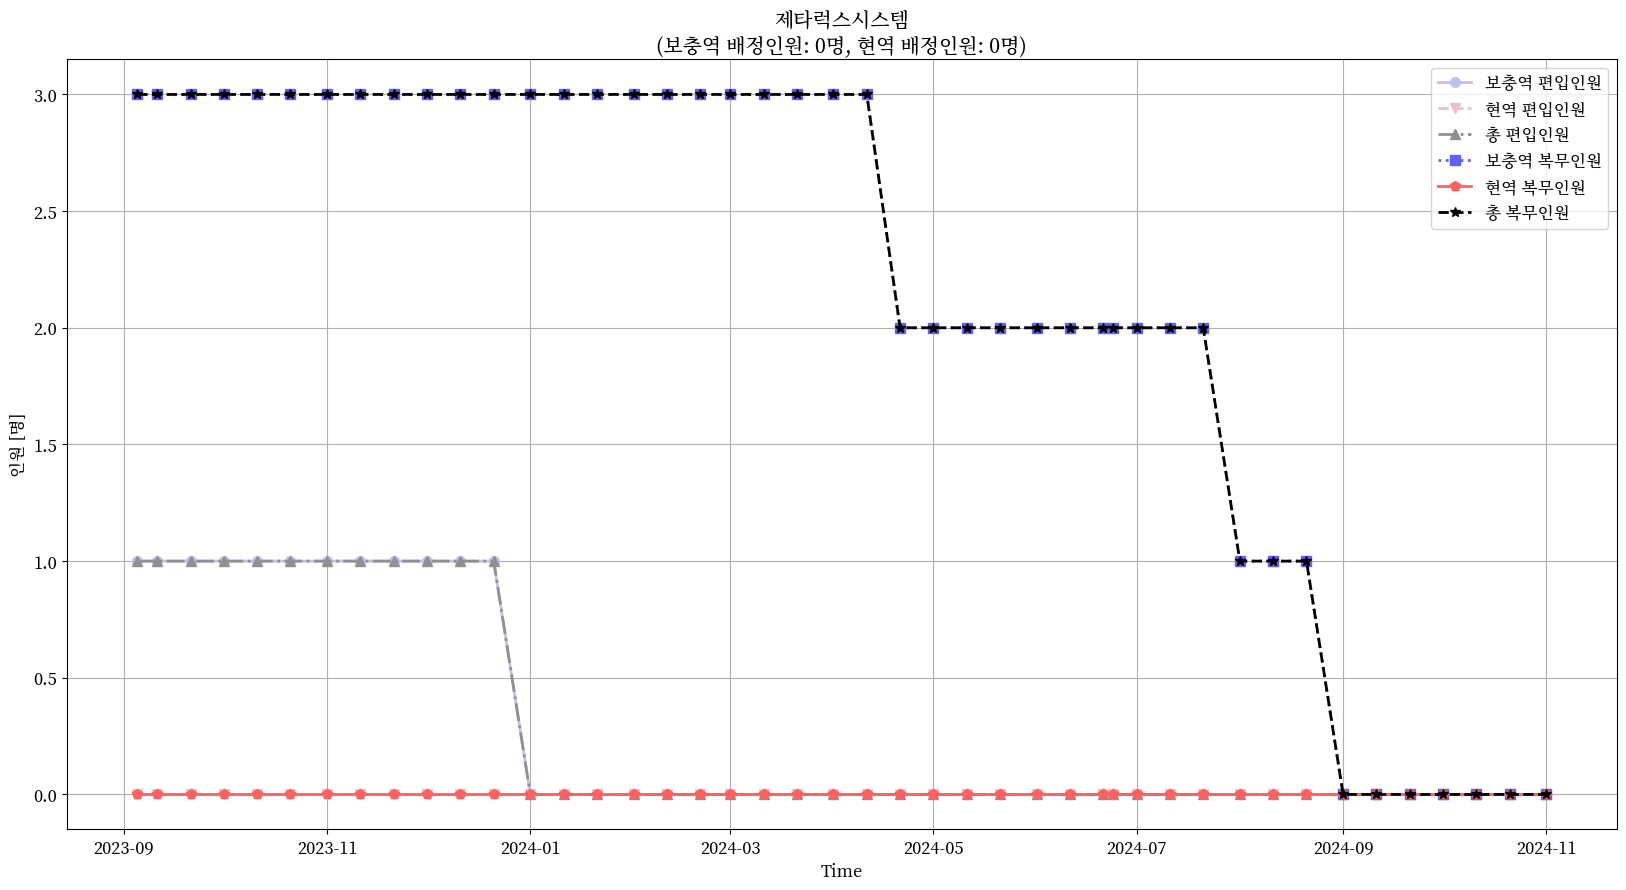 제타럭스시스템
(보충역 배정인원: 0명, 현역 배정인원: 0명)
보충역 편입인원
현역 편입인원
총 편입인원
보충역 복무인원
현역 복무인원
총 복무인원
인원 [명]
3.0
2.5
2.0
1.5
1.0
0.5
0.0
2023-09
2023-11
2024-01
2024-03
2024-05
2024-07
2024-09
2024-11
Time